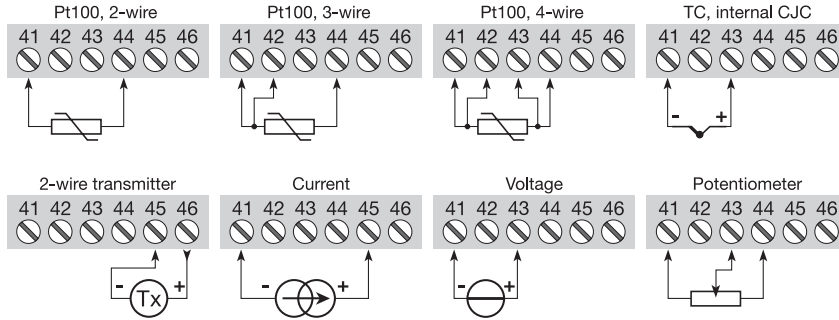 Pt100, 2-wire Pt100, 3-wire Pt100, 4-wire TC, internal CJC
41 42 43 44 45 46 41 42 43 44 45 46 41 42 43 44 45 46 41 42 43 44 45 46
- +
2-wire transmitter Current Voltage Potentiometer
41 42 43 44 45 46 41 42 43 44 45 46 41 42 43 44 45 46 41 42 43 44 45 46
- Tx + - + - +